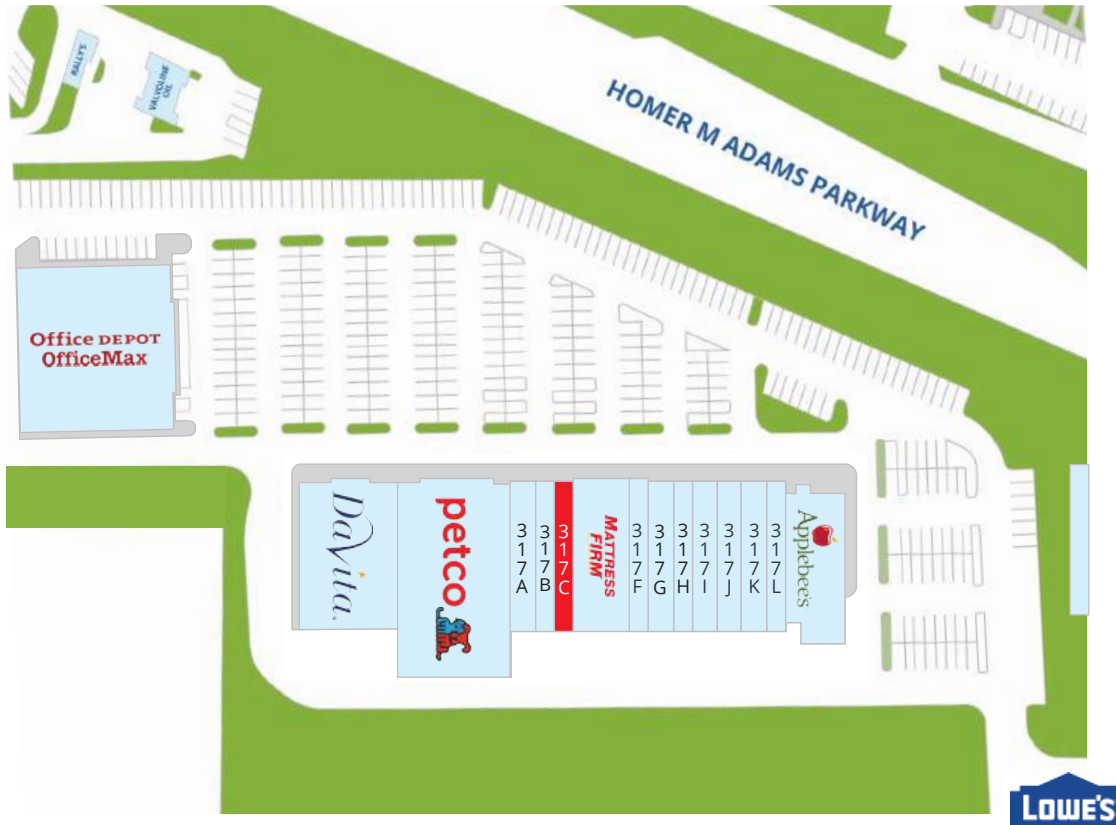 RALLY'S
VALVOLINE
OIL
HOMER M ADAMS PARKWAY
Office DEPOT
OfficeMax
DaVita.
petco
317A
317B
317C
MATTRESS
FIRM
317F
317G
317H
317I
317J
317K
317L
Applebee's
LOWE'S